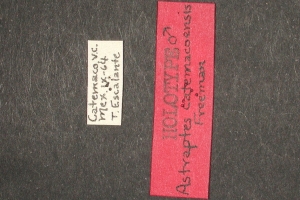 Catemaco, V.C.
Mex. IX-64
T. Escalante
HOLOTYPE ♂
Astraptes catemacoensis
Freeman